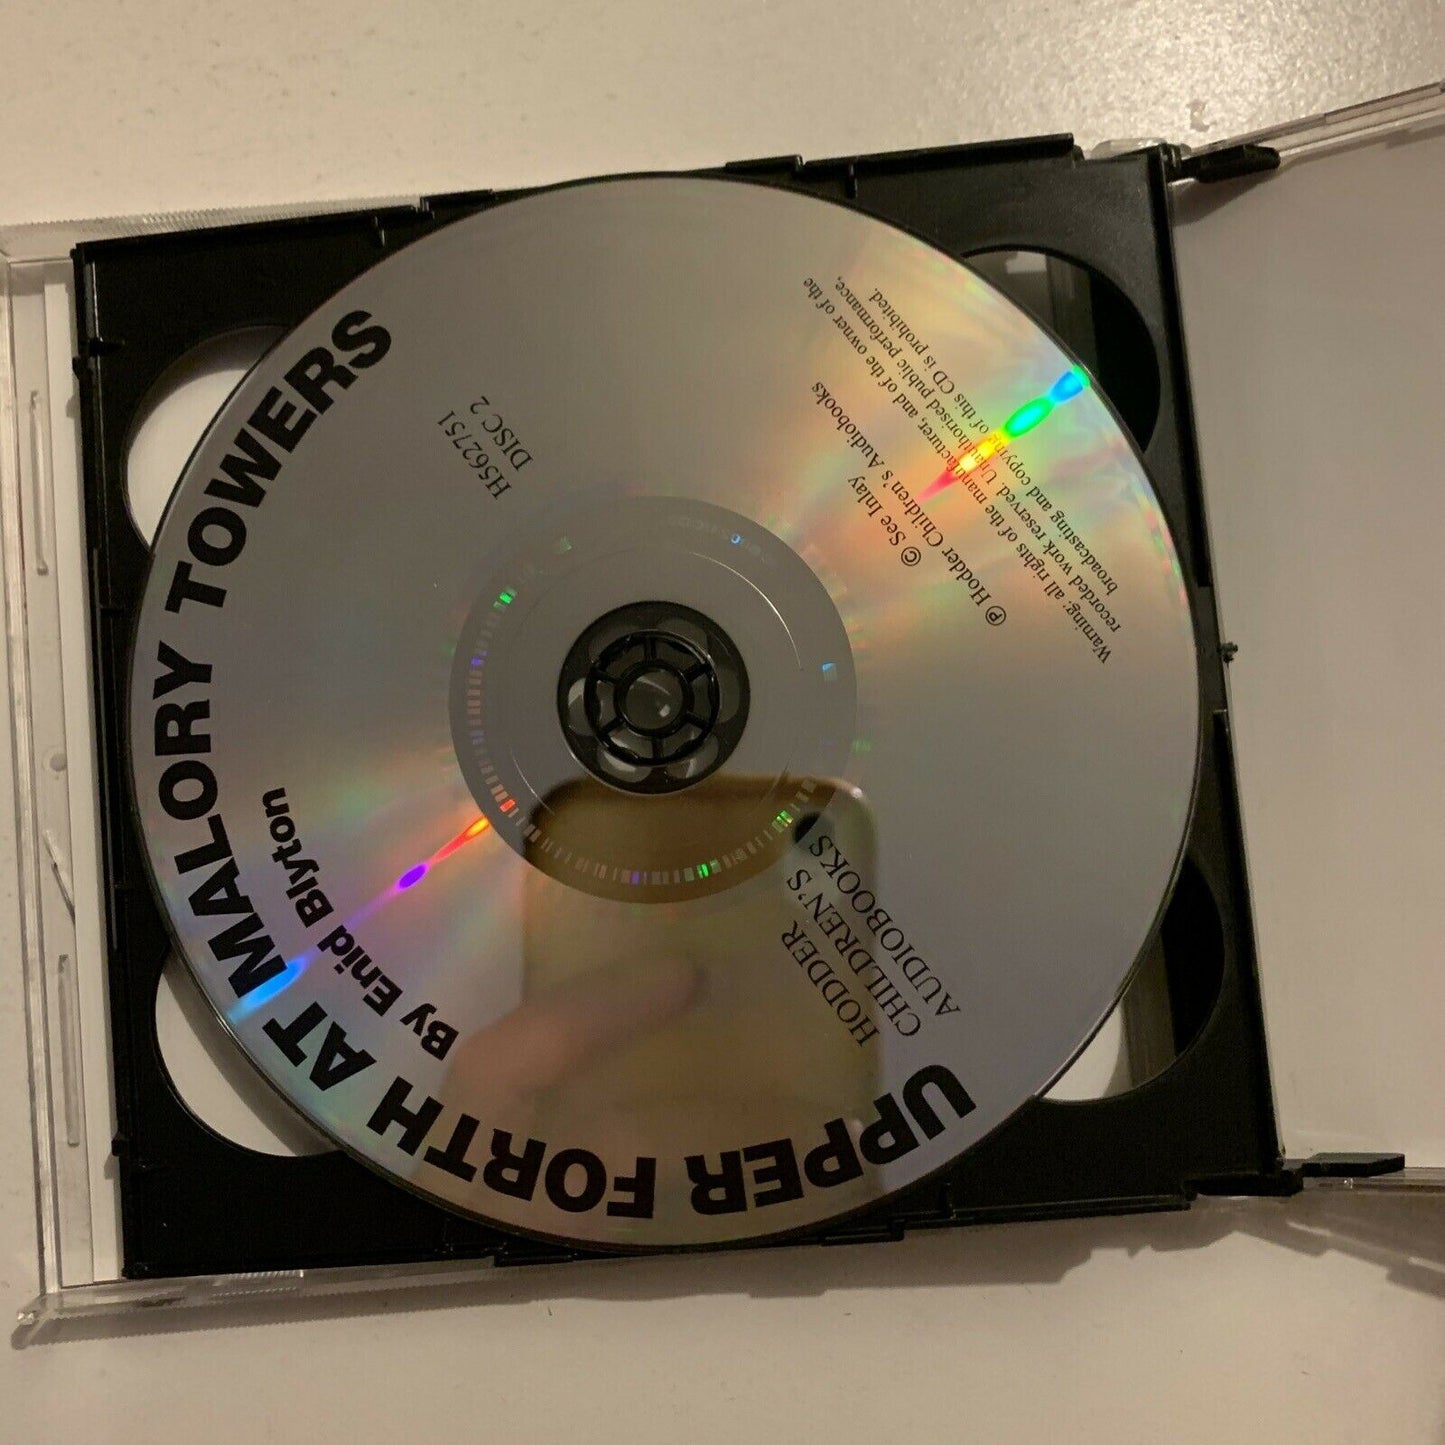 UPPER FORTH AT MALORY TOWERS
By Enid Blyton
HODDER
CHILDREN'S
AUDIOBOOKS
H562751
DISC 2
Ⓟ Hodder Children's Audiobooks
© See Inlay
Warning: all rights of the manufacturer, and of the owner of the
recorded work reserved. Unauthorised public performance,
broadcasting and copying of this CD is prohibited.